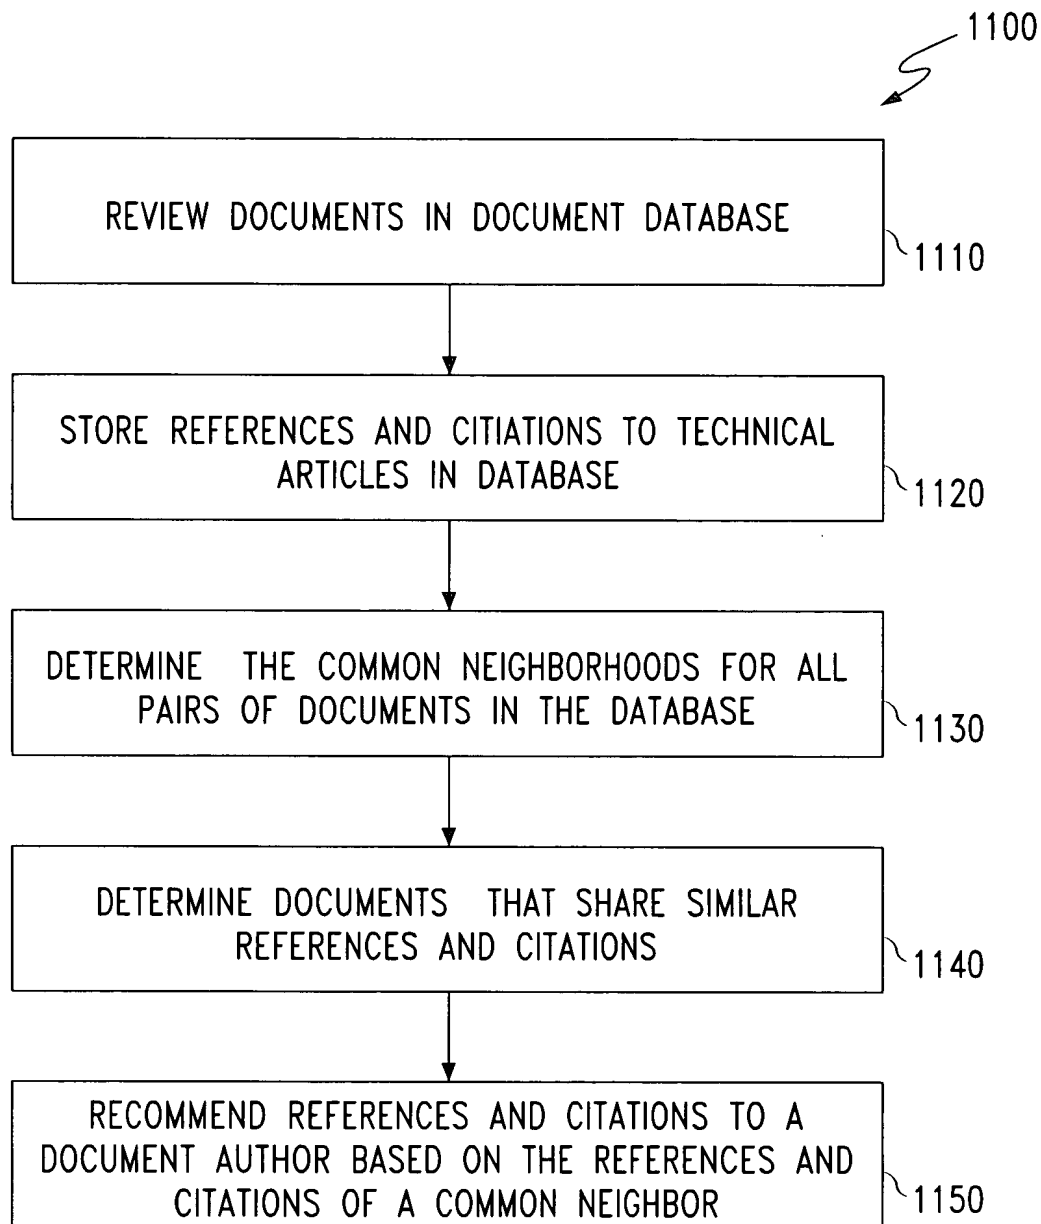 1100
REVIEW DOCUMENTS IN DOCUMENT DATABASE
1110
STORE REFERENCES AND CITIATIONS TO TECHNICAL
ARTICLES IN DATABASE
1120
DETERMINE THE COMMON NEIGHBORHOODS FOR ALL
PAIRS OF DOCUMENTS IN THE DATABASE
1130
DETERMINE DOCUMENTS THAT SHARE SIMILAR
REFERENCES AND CITATIONS
1140
RECOMMEND REFERENCES AND CITATIONS TO A
DOCUMENT AUTHOR BASED ON THE REFERENCES AND
CITATIONS OF A COMMON NEIGHBOR
1150